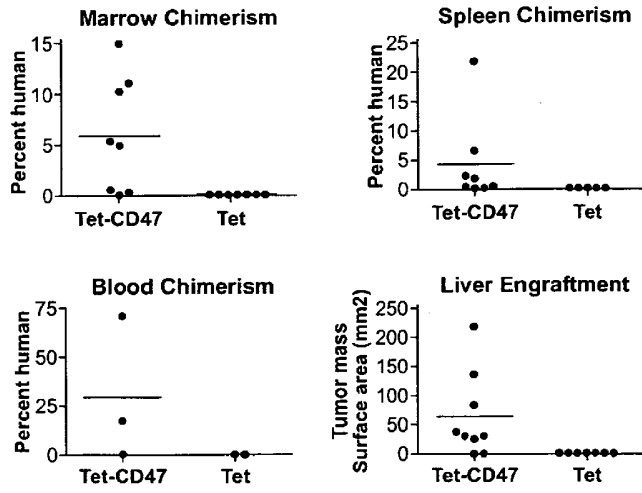 Marrow Chimerism
Percent human
15
10
5
0
Tet-CD47
Tet
Spleen Chimerism
Percent human
25
20
15
10
5
0
Tet-CD47
Tet
Blood Chimerism
Percent human
75
50
25
0
Tet-CD47
Tet
Liver Engraftment
Tumor mass
Surface area (mm2)
250
200
150
100
50
0
Tet-CD47
Tet